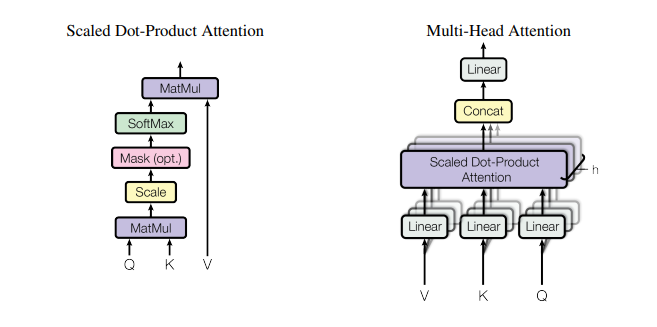 Scaled Dot-Product Attention
MatMul
SoftMax
Mask (opt.)
Scale
MatMul
Q K V
Multi-Head Attention
Linear
Concat
Scaled Dot-Product
Attention
h
Linear Linear Linear
V K Q